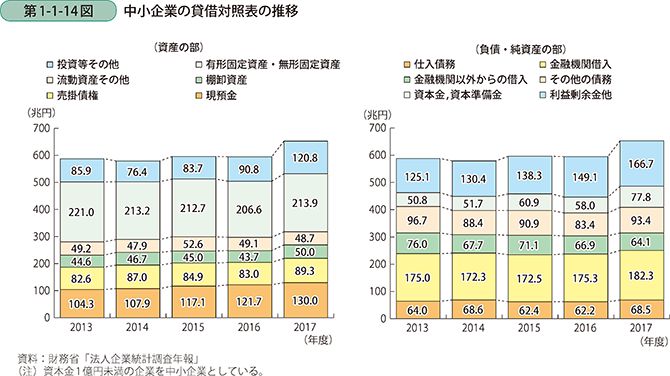 第1-1-14図 中小企業の貸借対照表の推移
（資産の部）
投資等その他 有形固定資産・無形固定資産
流動資産その他 棚卸資産
売掛債権 現預金
（兆円）
700
600
500
400
300
200
100
0
85.9 76.4 83.7 90.8 120.8
221.0 213.2 212.7 206.6 213.9
49.2 47.9 52.6 49.1 48.7
44.6 46.7 45.0 43.7 50.0
82.6 87.0 84.9 83.0 89.3
104.3 107.9 117.1 121.7 130.0
2013 2014 2015 2016 2017
（年度）
（負債・純資産の部）
仕入債務 金融機関借入
金融機関以外からの借入 その他の債務
資本金，資本準備金 利益剰余金他
（兆円）
700
600
500
400
300
200
100
0
125.1 130.4 138.3 149.1 166.7
50.8 51.7 60.9 58.0 77.8
96.7 88.4 90.9 83.4 93.4
76.0 67.7 71.1 66.9 64.1
175.0 172.3 172.5 175.3 182.3
64.0 68.6 62.4 62.2 68.5
2013 2014 2015 2016 2017
（年度）
資料：財務省「法人企業統計調査年報」
（注）資本金1億円未満の企業を中小企業としている。